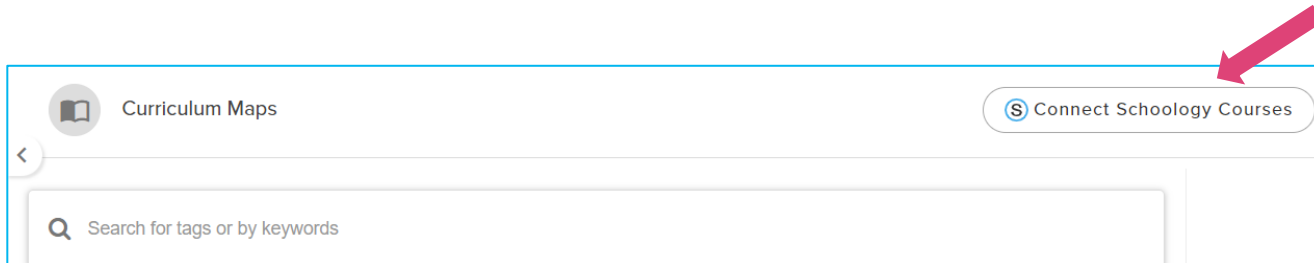 Curriculum Maps
S Connect Schoology Courses
Search for tags or by keywords